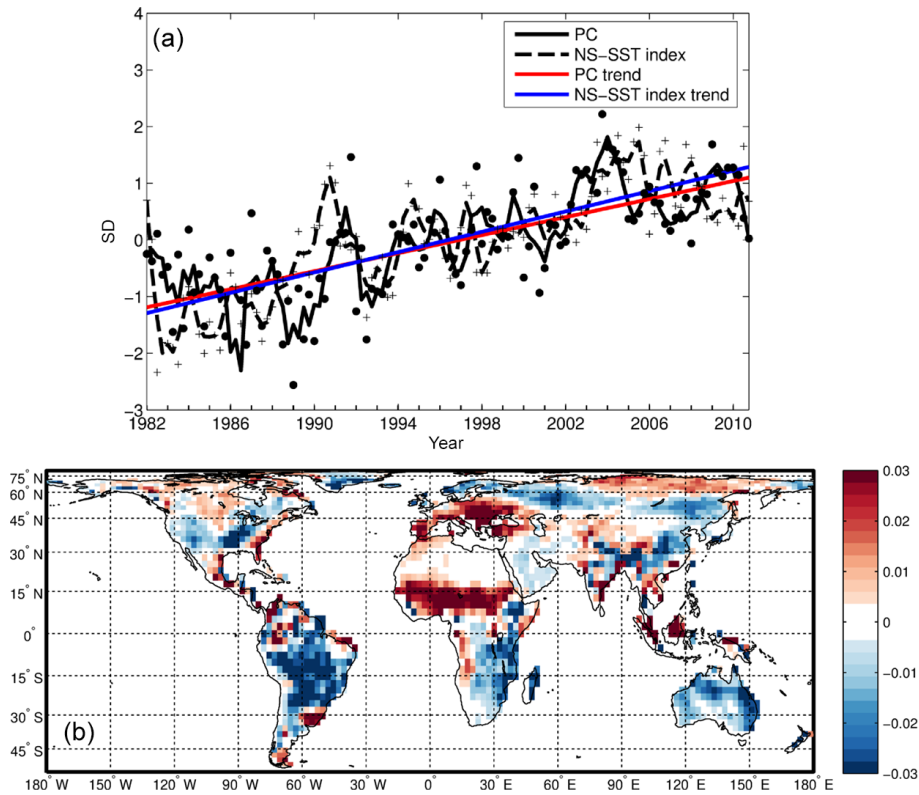 (a)
PC
NS−SST index
PC trend
NS−SST index trend
4
3
2
1
0
−1
−2
−3
SD
1982 1986 1990 1994 1998 2002 2006 2010
Year
75° N
60° N
45° N
30° N
15° N
0°
15° S
30° S
45° S
(b)
180° W 150° W 120° W 90° W 60° W 30° W 0° 30° E 60° E 90° E 120° E 150° E 180° E
0.03
0.02
0.01
0
−0.01
−0.02
−0.03